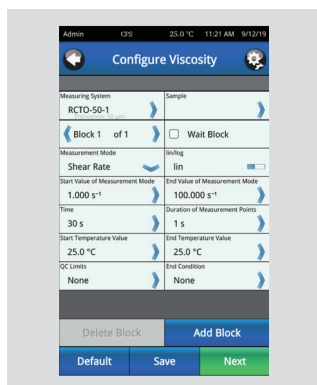 Admin CPS 25.0 °C 11:21 AM 9/12/19
Configure Viscosity
Measuring System Sample
RCTO-50-1
Truncation: 50 µm
Block 1 of 1 Wait Block
Measurement Mode lin/log
Shear Rate lin
Start Value of Measurement Mode End Value of Measurement Mode
1.000 s⁻¹ 100.000 s⁻¹
Time Duration of Measurement Points
30 s 1 s
Start Temperature Value End Temperature Value
25.0 °C 25.0 °C
QC Limits End Condition
None None
Delete Block Add Block
Default Save Next